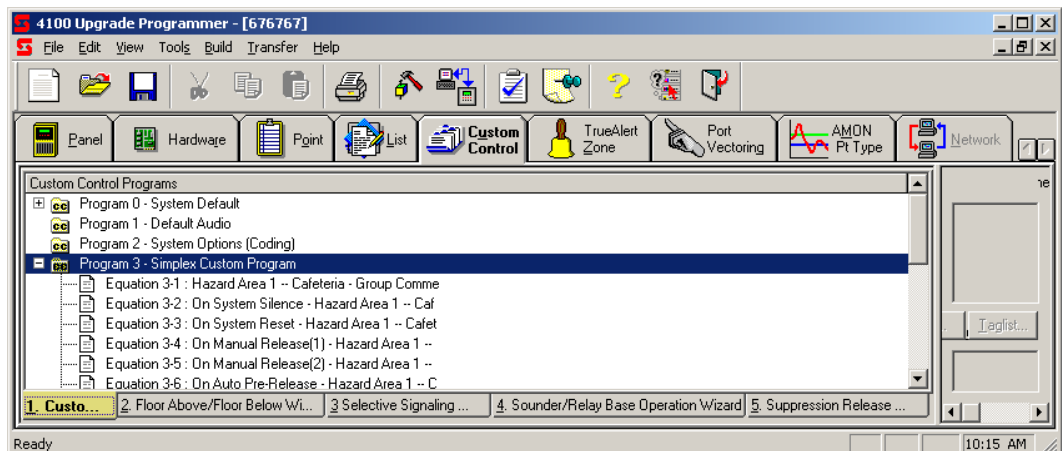 4100 Upgrade Programmer - [676767]
File Edit View Tools Build Transfer Help
Panel Hardware Point List Custom Control TrueAlert Zone Port Vectoring AMON Pt Type Network
Custom Control Programs
Program 0 - System Default
Program 1 - Default Audio
Program 2 - System Options (Coding)
Program 3 - Simplex Custom Program
Equation 3-1 : Hazard Area 1 -- Cafeteria - Group Comme
Equation 3-2 : On System Silence - Hazard Area 1 -- Caf
Equation 3-3 : On System Reset - Hazard Area 1 -- Cafet
Equation 3-4 : On Manual Release(1) - Hazard Area 1 --
Equation 3-5 : On Manual Release(2) - Hazard Area 1 --
Equation 3-6 : On Auto Pre-Release - Hazard Area 1 -- C
Taglist...
1. Custo... 2. Floor Above/Floor Below Wi... 3 Selective Signaling ... 4. Sounder/Relay Base Operation Wizard 5. Suppression Release ...
Ready 10:15 AM